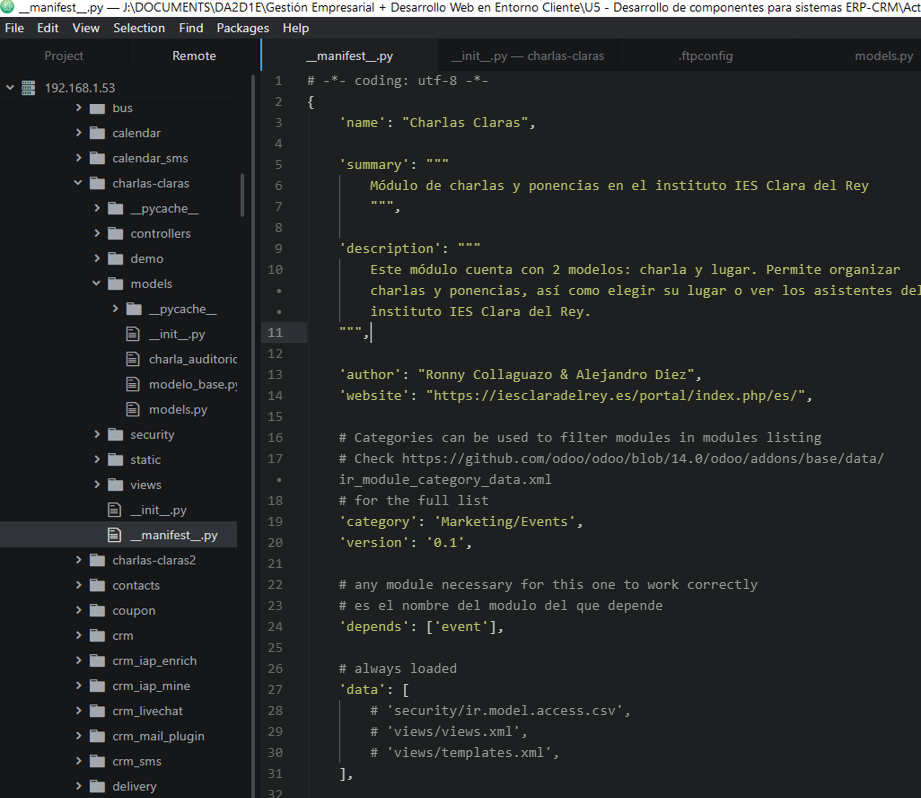 __manifest__.py — J:\DOCUMENTS\DA2D1E\Gestión Empresarial + Desarrollo Web en Entorno Cliente\U5 - Desarrollo de componentes para sistemas ERP-CRM\Act
File Edit View Selection Find Packages Help
Project Remote
192.168.1.53
bus
calendar
calendar_sms
charlas-claras
__pycache__
controllers
demo
models
__pycache__
__init__.py
charla_auditoric
modelo_base.py
models.py
security
static
views
__init__.py
__manifest__.py
charlas-claras2
contacts
coupon
crm
crm_iap_enrich
crm_iap_mine
crm_livechat
crm_mail_plugin
crm_sms
delivery
__manifest__.py __init__.py — charlas-claras .ftpconfig models.py
1 # -*- coding: utf-8 -*-
2 {
3 'name': "Charlas Claras",
4
5 'summary': """
6 Módulo de charlas y ponencias en el instituto IES Clara del Rey
7 """,
8
9 'description': """
10 Este módulo cuenta con 2 modelos: charla y lugar. Permite organizar
• charlas y ponencias, así como elegir su lugar o ver los asistentes del
• instituto IES Clara del Rey.
11 """,
12
13 'author': "Ronny Collaguazo & Alejandro Diez",
14 'website': "https://iesclaradelrey.es/portal/index.php/es/",
15
16 # Categories can be used to filter modules in modules listing
17 # Check https://github.com/odoo/odoo/blob/14.0/odoo/addons/base/data/
• ir_module_category_data.xml
18 # for the full list
19 'category': 'Marketing/Events',
20 'version': '0.1',
21
22 # any module necessary for this one to work correctly
23 # es el nombre del modulo del que depende
24 'depends': ['event'],
25
26 # always loaded
27 'data': [
28 # 'security/ir.model.access.csv',
29 # 'views/views.xml',
30 # 'views/templates.xml',
31 ],
32